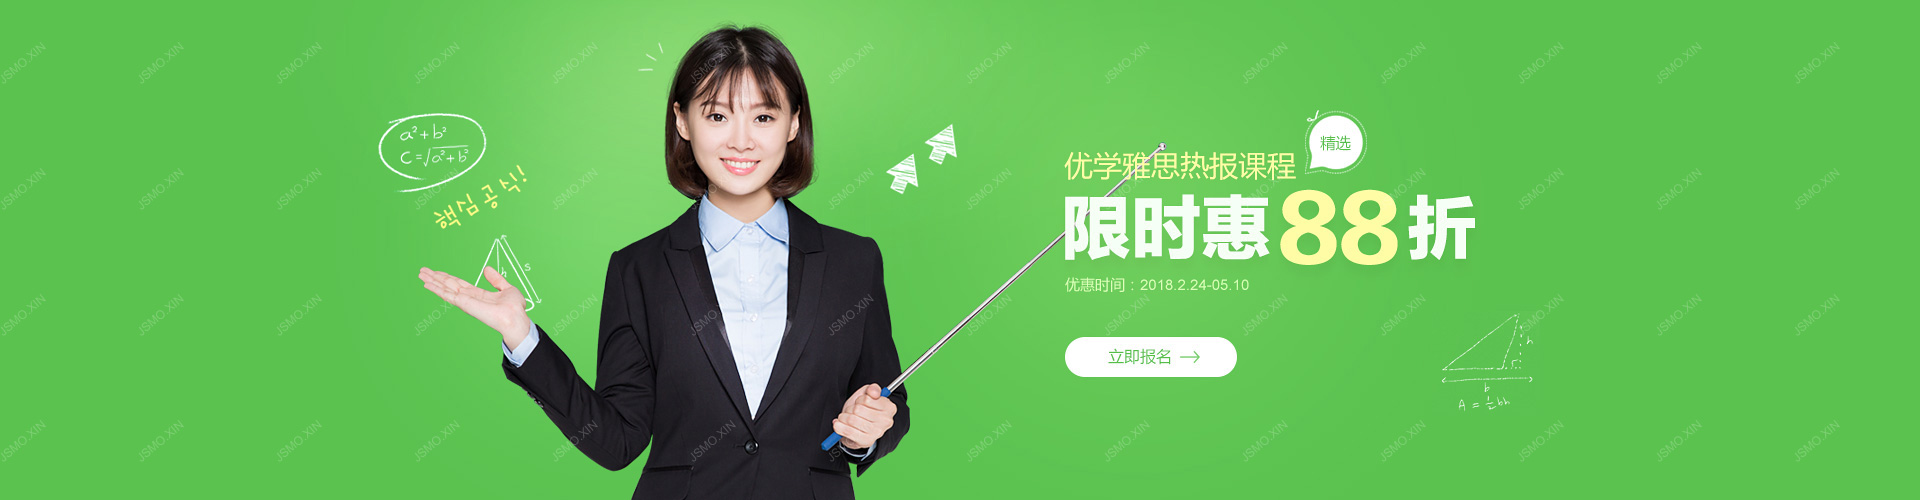 JSMO.XIN
a²+b²
C=√a²+b²
핵심 공식!
h
s
精选
优学雅思热报课程
限时惠88折
优惠时间：2018.2.24-05.10
立即报名 →
h
b
A = ½bh